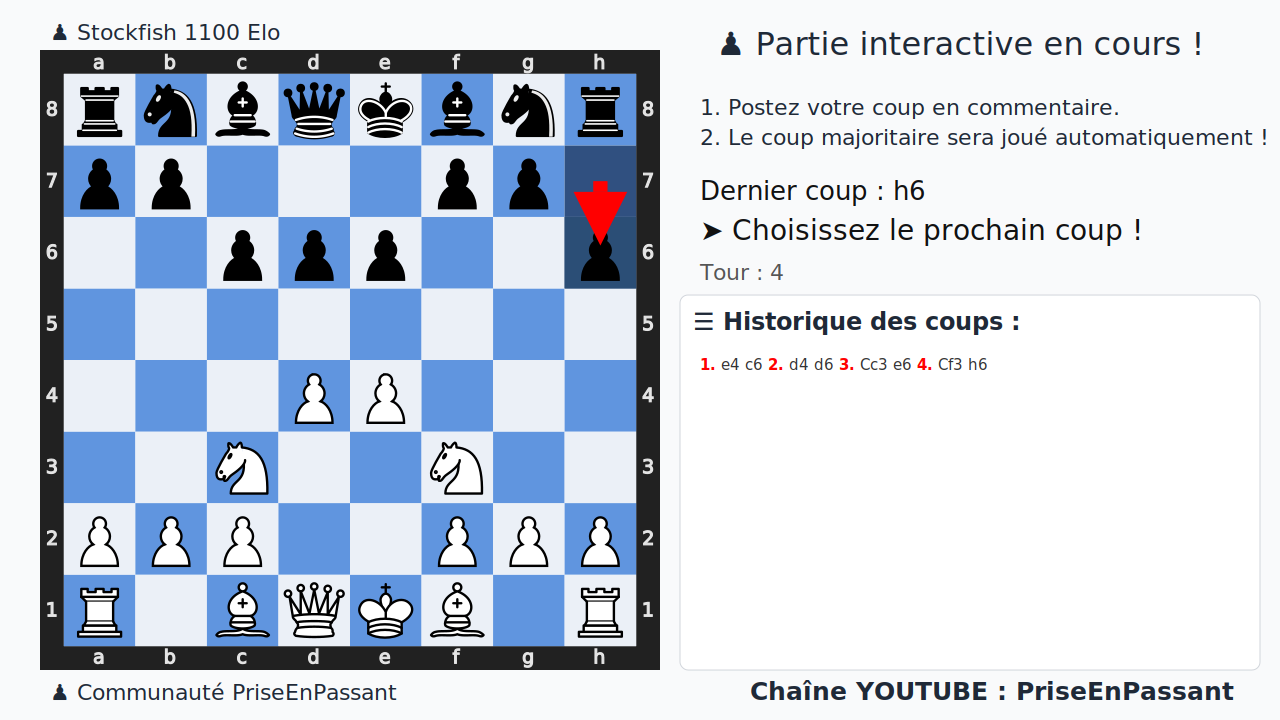 ♟ Stockfish 1100 Elo
a b c d e f g h
8 8
7 7
6 6
5 5
4 4
3 3
2 2
1 1
a b c d e f g h
♟ Communauté PriseEnPassant
♟ Partie interactive en cours !
1. Postez votre coup en commentaire.
2. Le coup majoritaire sera joué automatiquement !
Dernier coup : h6
➤ Choisissez le prochain coup !
Tour : 4
☰ Historique des coups :
1. e4 c6 2. d4 d6 3. Cc3 e6 4. Cf3 h6
Chaîne YOUTUBE : PriseEnPassant